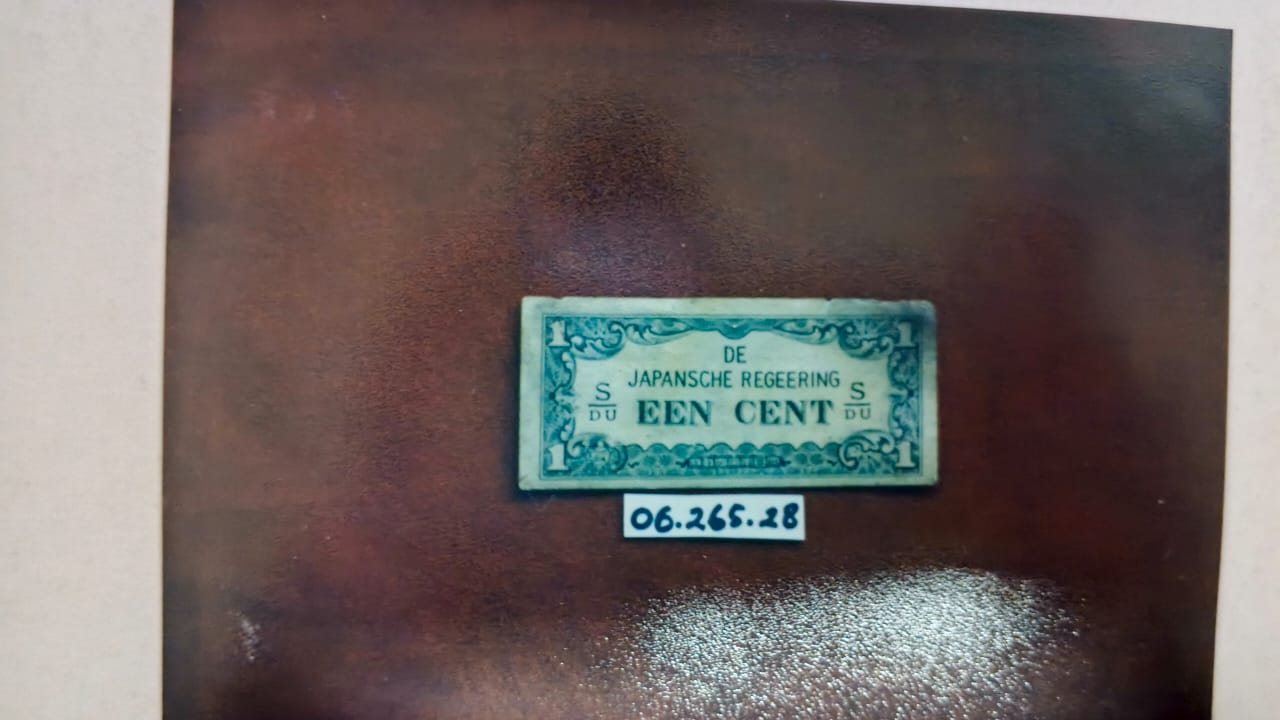 1 1
DE
JAPANSCHE REGEERING
S/DU EEN CENT S/DU
1 1
06.265.28